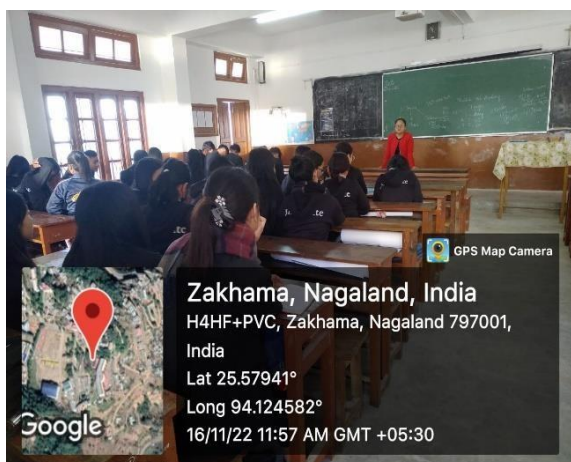 GPS Map Camera
Zakhama, Nagaland, India
H4HF+PVC, Zakhama, Nagaland 797001,
India
Lat 25.57941°
Long 94.124582°
16/11/22 11:57 AM GMT +05:30
Google